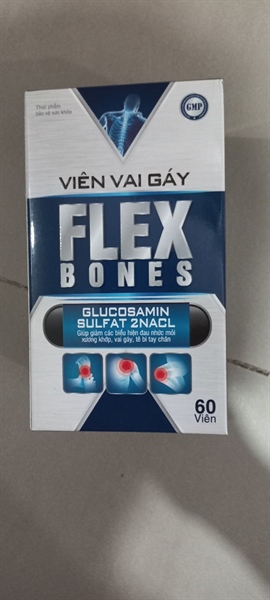 Thực phẩm
bảo vệ sức khỏe
GMP
VIÊN VAI GÁY
FLEX
BONES
GLUCOSAMIN
SULFAT 2NACL
Giúp giảm các biểu hiện đau nhức mỏi
xương khớp, vai gáy, tê bì tay chân
60
Viên